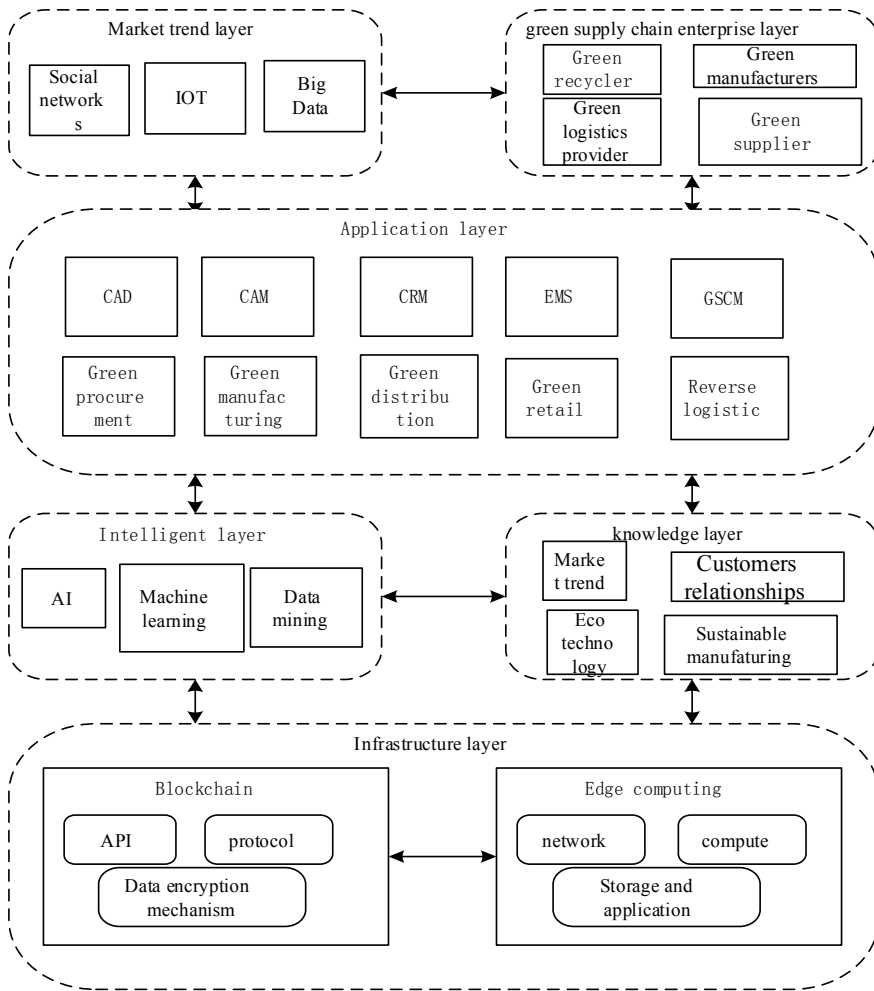 Market trend layer
Social
network
s
IOT
Big
Data
green supply chain enterprise layer
Green
recycler
Green
manufacturers
Green
logistics
provider
Green
supplier
Application layer
CAD
CAM
CRM
EMS
GSCM
Green
procure
ment
Green
manufac
turing
Green
distribu
tion
Green
retail
Reverse
logistic
Intelligent layer
AI
Machine
learning
Data
mining
knowledge layer
Marke
t trend
Customers
relationships
Eco
techno
logy
Sustainable
manufaturing
Infrastructure layer
Blockchain
API
protocol
Data encryption
mechanism
Edge computing
network
compute
Storage and
application